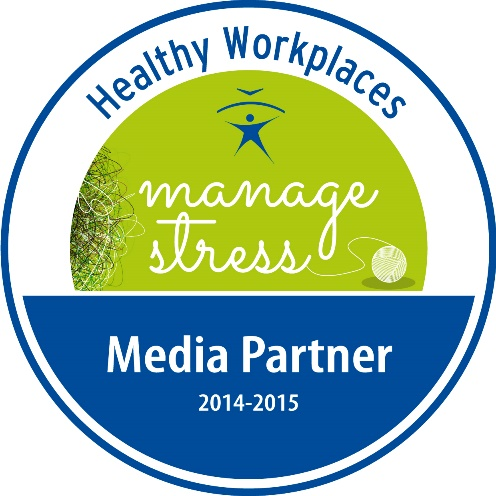 Healthy Workplaces
manage
stress
Media Partner
2014-2015